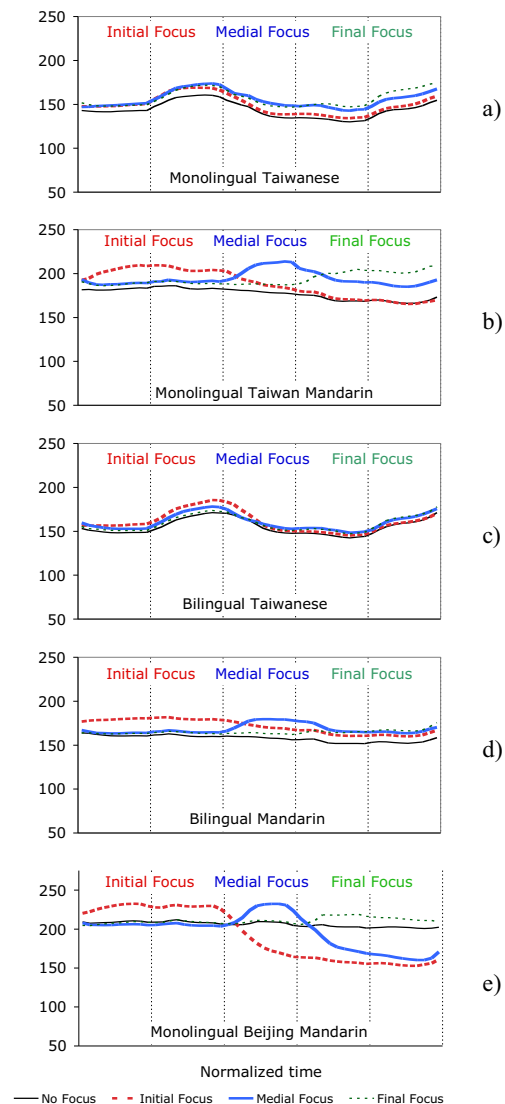 250
Initial Focus Medial Focus Final Focus
200
150
a)
100
Monolingual Taiwanese
50
250
Initial Focus Medial Focus Final Focus
200
150
b)
100
Monolingual Taiwan Mandarin
50
250
Initial Focus Medial Focus Final Focus
200
150
c)
100
Bilingual Taiwanese
50
250
Initial Focus Medial Focus Final Focus
200
150
d)
100
Bilingual Mandarin
50
Initial Focus Medial Focus Final Focus
250
200
150
e)
100
Monolingual Beijing Mandarin
50
Normalized time
No Focus Initial Focus Medial Focus Final Focus